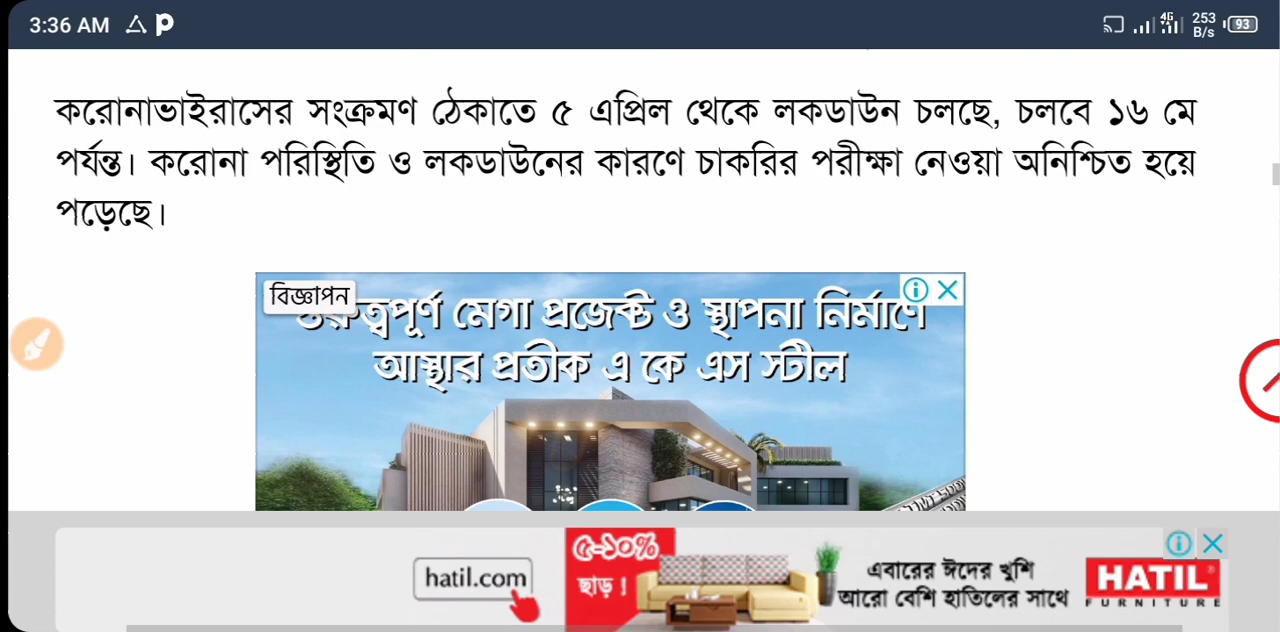 3:36 AM
4G
253
B/s
93
করোনাভাইরাসের সংক্রমণ ঠেকাতে ৫ এপ্রিল থেকে লকডাউন চলছে, চলবে ১৬ মে
পর্যন্ত। করোনা পরিস্থিতি ও লকডাউনের কারণে চাকরির পরীক্ষা নেওয়া অনিশ্চিত হয়ে
পড়েছে।
বিজ্ঞাপন
মেগা প্রজেক্ট ও স্থাপনা নির্মাণে
আস্থার প্রতীক এ কে এস স্টীল
hatil.com
৫-১০%
ছাড় !
এবারের ঈদের খুশি
আরো বেশি হাতিলের সাথে
HATIL
FURNITURE